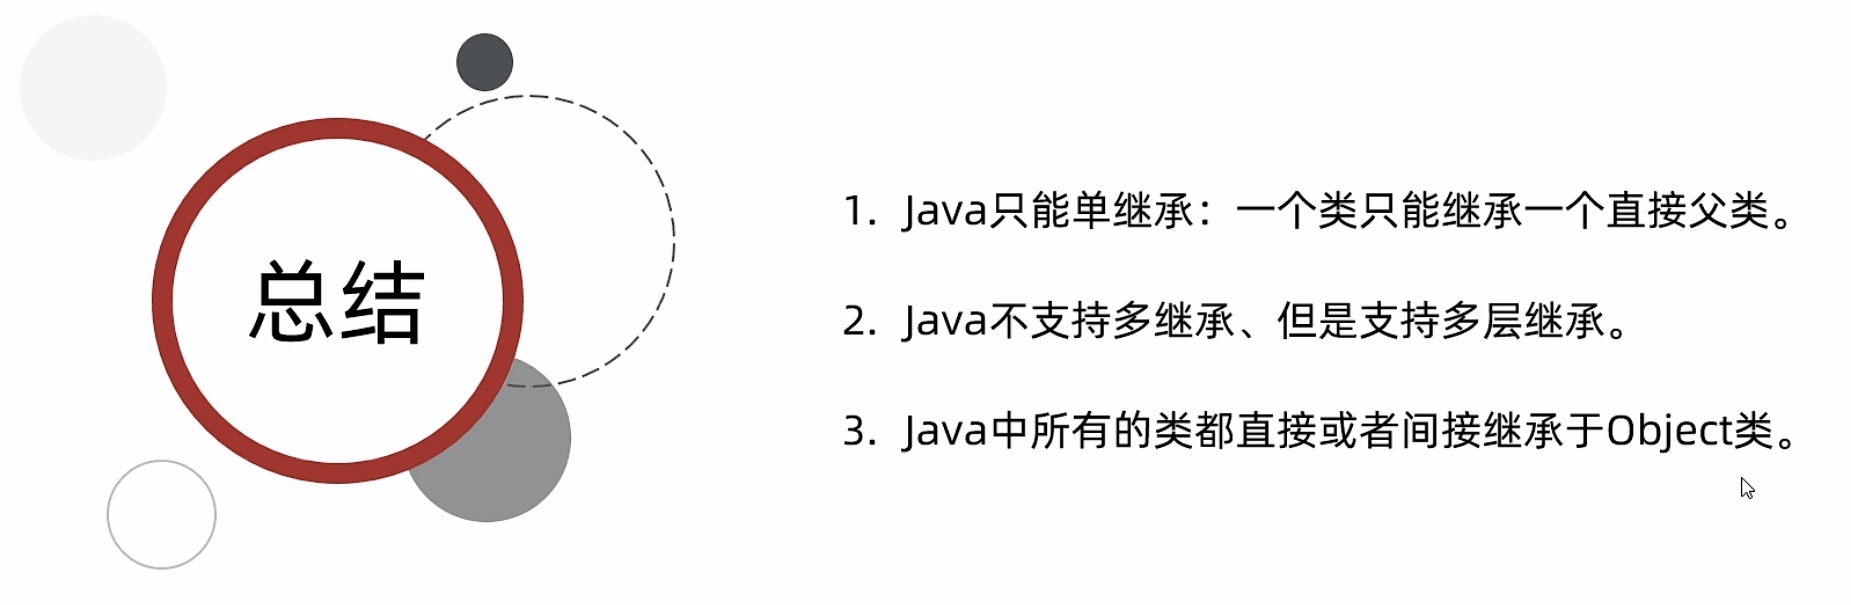 总结
1. Java只能单继承：一个类只能继承一个直接父类。
2. Java不支持多继承、但是支持多层继承。
3. Java中所有的类都直接或者间接继承于Object类。